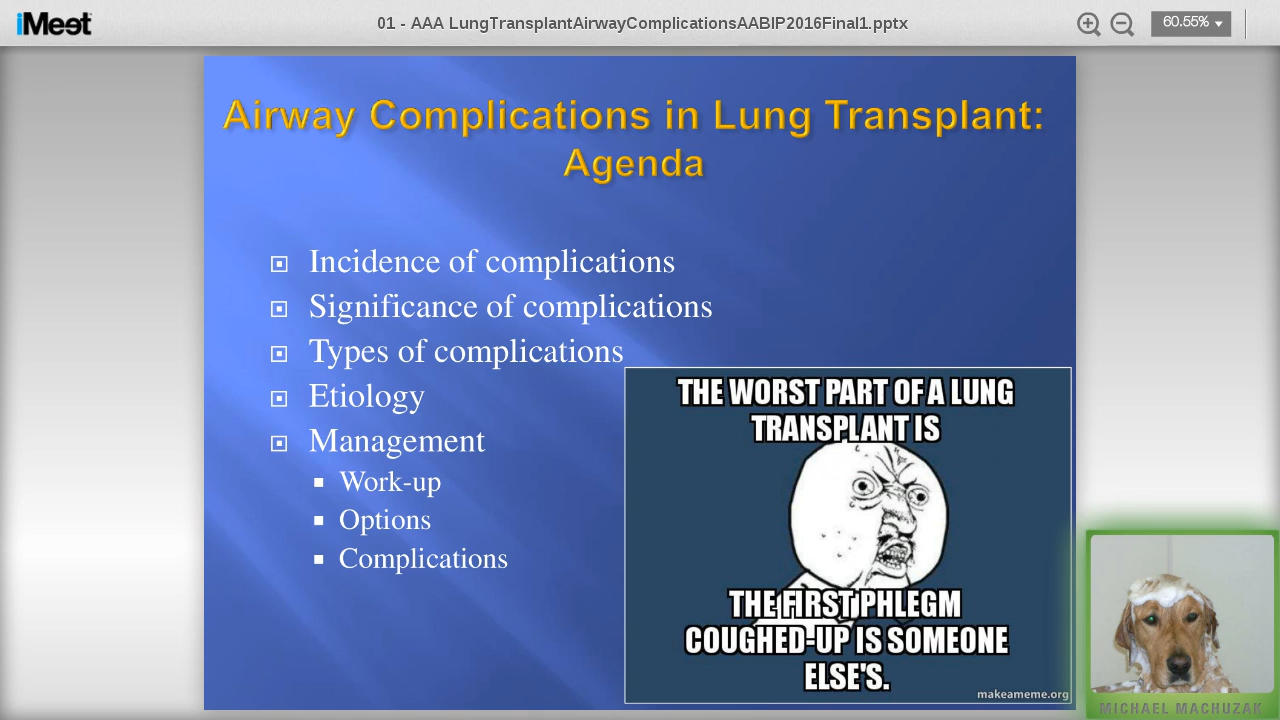 iMeet
01 - AAA LungTransplantAirwayComplicationsAABIP2016Final1.pptx
60.55%
Airway Complications in Lung Transplant:
Agenda
Incidence of complications
Significance of complications
Types of complications
Etiology
Management
Work-up
Options
Complications
THE WORST PART OF A LUNG
TRANSPLANT IS
THE FIRST PHLEGM
COUGHED-UP IS SOMEONE
ELSE'S.
makeameme.org
MICHAEL MACHUZAK